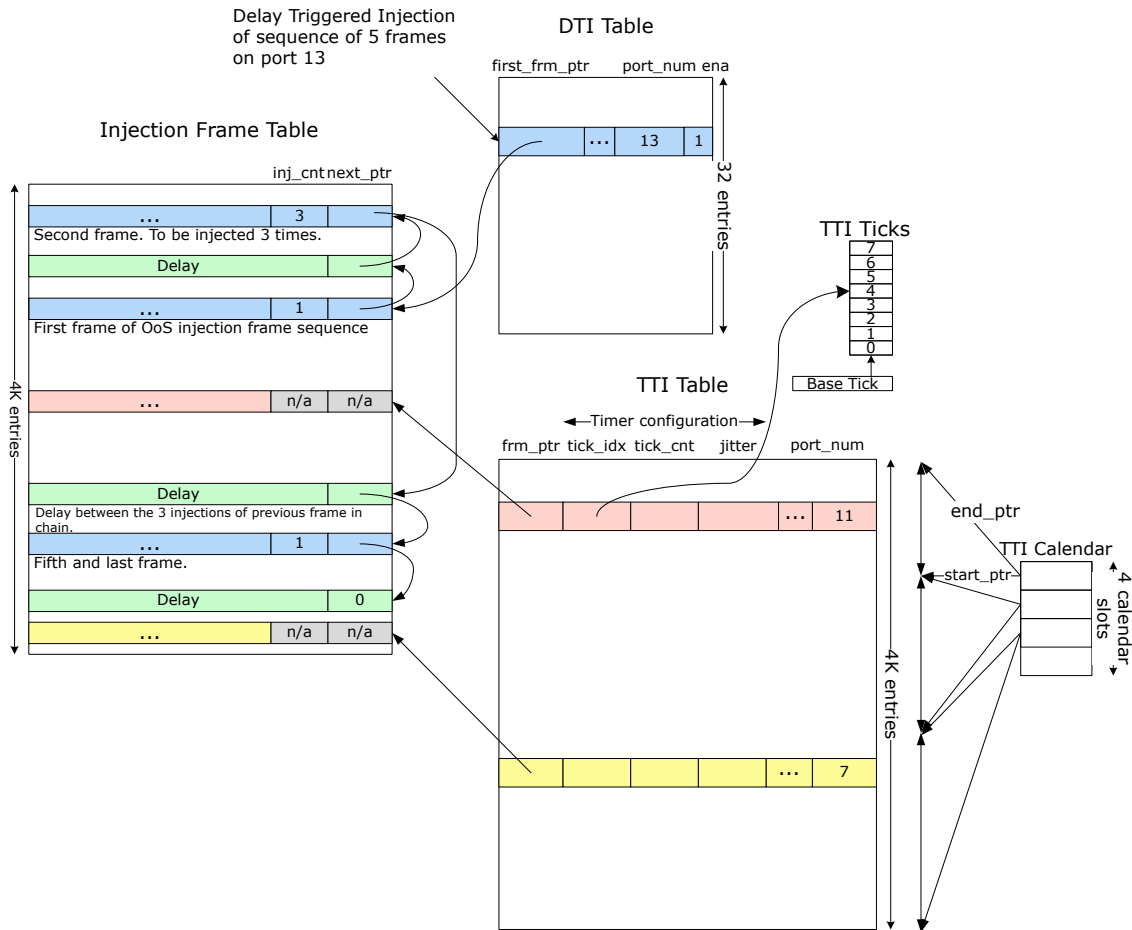 Delay Triggered Injection
of sequence of 5 frames
on port 13
DTI Table
first_frm_ptr port_num ena
... 13 1
32 entries
Injection Frame Table
inj_cnt next_ptr
... 3
Second frame. To be injected 3 times.
Delay
... 1
First frame of OoS injection frame sequence
... n/a n/a
4K entries
Delay
Delay between the 3 injections of previous frame in
chain.
... 1
Fifth and last frame.
Delay 0
... n/a n/a
TTI Ticks
7
6
5
4
3
2
1
0
Base Tick
TTI Table
Timer configuration
frm_ptr tick_idx tick_cnt jitter port_num
... 11
4K entries
... 7
end_ptr
start_ptr
TTI Calendar
4 calendar
slots